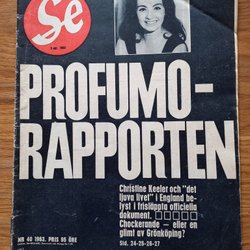 Se
PROFUMO-
RAPPORTEN
Christine Keeler och "det
ljuva livet" i England be-
lyst i frisläppta officiella
dokument.
Chockerande – eller en
glimt av Grönköping?
Sid. 24-25-26-27
NR 40 1963. PRIS 95 ÖRE